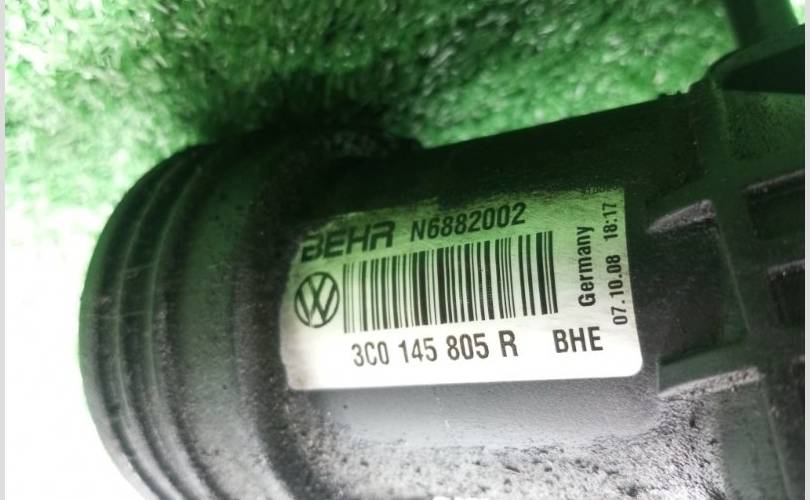 BEHR N6882002
3C0 145 805 R BHE
Germany
07.10.08 18:17